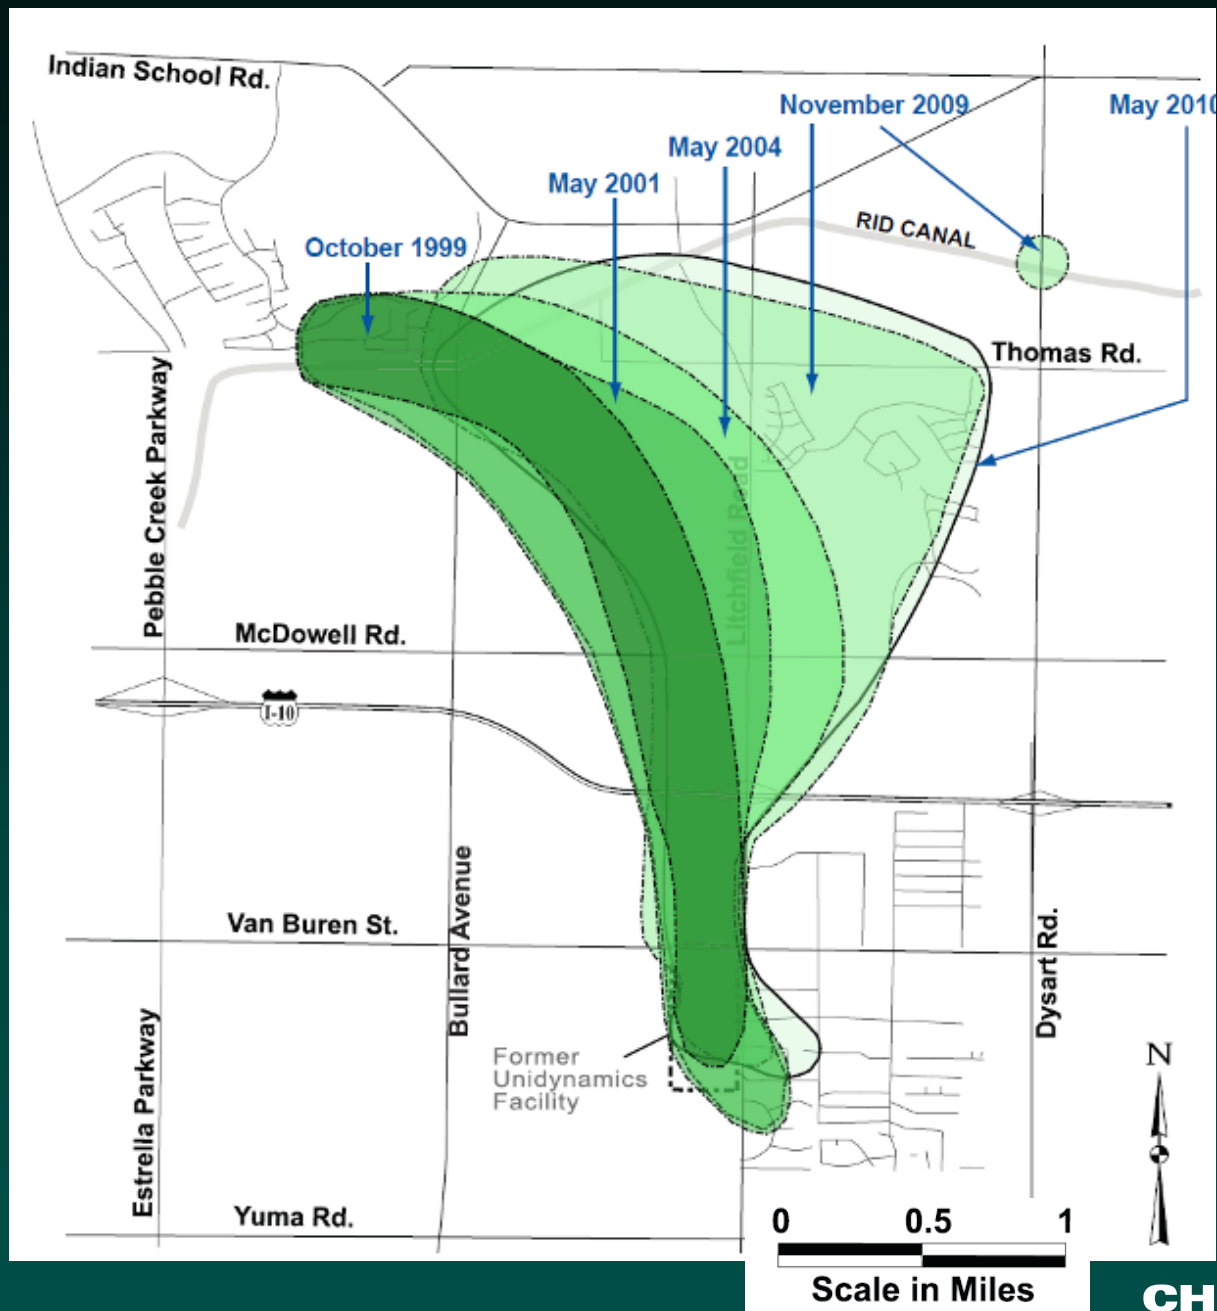 Indian School Rd.
November 2009
May 2010
May 2004
May 2001
October 1999
RID CANAL
Thomas Rd.
Pebble Creek Parkway
Litchfield Road
McDowell Rd.
I-10
Bullard Avenue
Van Buren St.
Dysart Rd.
Estrella Parkway
Former
Unidynamics
Facility
N
Yuma Rd.
0 0.5 1
Scale in Miles
CH